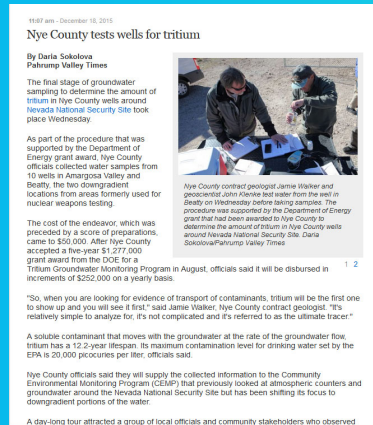 11:07 am - December 18, 2015
Nye County tests wells for tritium
By Daria Sokolova
Pahrump Valley Times
The final stage of groundwater
sampling to determine the amount of
tritium in Nye County wells around
Nevada National Security Site took
place Wednesday.
As part of the procedure that was
supported by the Department of
Energy grant award, Nye County
officials collected water samples from
10 wells in Amargosa Valley and
Beatty, the two downgradient
locations from areas formerly used for
nuclear weapons testing.
The cost of the endeavor, which was
preceded by a score of preparations,
came to $50,000. After Nye County
accepted a five-year $1,277,000
grant award from the DOE for a
Nye County contract geologist Jamie Walker and
geoscientist John Klenke test water from the well in
Beatty on Wednesday before taking samples. The
procedure was supported by the Department of Energy
grant that had been awarded to Nye County to
determine the amount of tritium in Nye County wells
around Nevada National Security Site. Daria
Sokolova/Pahrump Valley Times
1 2
Tritium Groundwater Monitoring Program in August, officials said it will be disbursed in
increments of $252,000 on a yearly basis.
"So, when you are looking for evidence of transport of contaminants, tritium will be the first one
to show up and you will see it first," said Jamie Walker, Nye County contract geologist. "It's
relatively simple to analyze for, it's not complicated and it's referred to as the ultimate tracer."
A soluble contaminant that moves with the groundwater at the rate of the groundwater flow,
tritium has a 12.2-year lifespan. Its maximum contamination level for drinking water set by the
EPA is 20,000 picocuries per liter, officials said.
Nye County officials said they will supply the collected information to the Community
Environmental Monitoring Program (CEMP) that previously looked at atmospheric counters and
groundwater around the Nevada National Security Site but has been shifting its focus to
downgradient portions of the water.
A day-long tour attracted a group of local officials and community stakeholders who observed